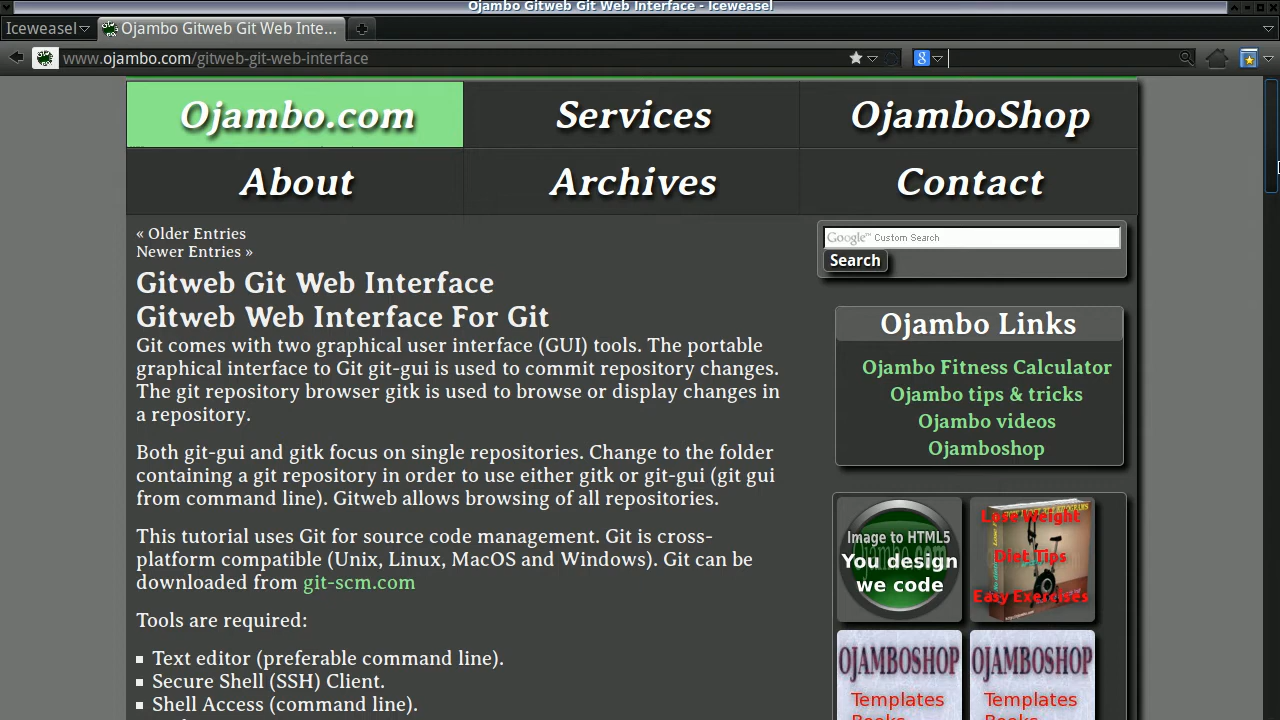 Ojambo Gitweb Git Web Interface - Iceweasel
Iceweasel
Ojambo Gitweb Git Web Inte...
www.ojambo.com/gitweb-git-web-interface
Ojambo.com
Services
OjamboShop
About
Archives
Contact
« Older Entries
Newer Entries »
Gitweb Git Web Interface
Gitweb Web Interface For Git
Git comes with two graphical user interface (GUI) tools. The portable
graphical interface to Git git-gui is used to commit repository changes.
The git repository browser gitk is used to browse or display changes in
a repository.
Both git-gui and gitk focus on single repositories. Change to the folder
containing a git repository in order to use either gitk or git-gui (git gui
from command line). Gitweb allows browsing of all repositories.
This tutorial uses Git for source code management. Git is cross-
platform compatible (Unix, Linux, MacOS and Windows). Git can be
downloaded from git-scm.com
Tools are required:
Text editor (preferable command line).
Secure Shell (SSH) Client.
Shell Access (command line).
Google™ Custom Search
Search
Ojambo Links
Ojambo Fitness Calculator
Ojambo tips & tricks
Ojambo videos
Ojamboshop
Image to HTML5
You design
we code
Lose Weight
Diet Tips
Easy Exercises
OJAMBOSHOP
Templates
OJAMBOSHOP
Templates